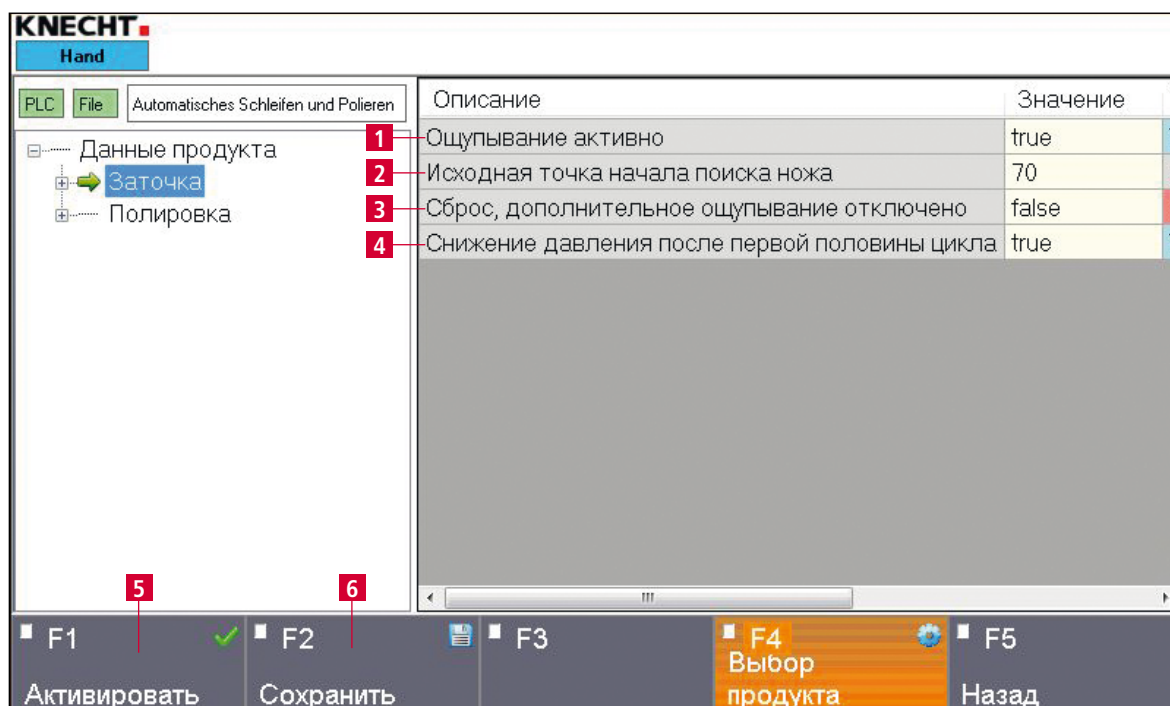 KNECHT
Hand
PLC File Automatisches Schleifen und Polieren
Данные продукта
Заточка
Полировка
Описание Значение
1 Ощупывание активно true
2 Исходная точка начала поиска ножа 70
3 Сброс, дополнительное ощупывание отключено false
4 Снижение давления после первой половины цикла true
5 6
F1 F2 F3 F4 F5
Выбор
Активировать Сохранить продукта Назад